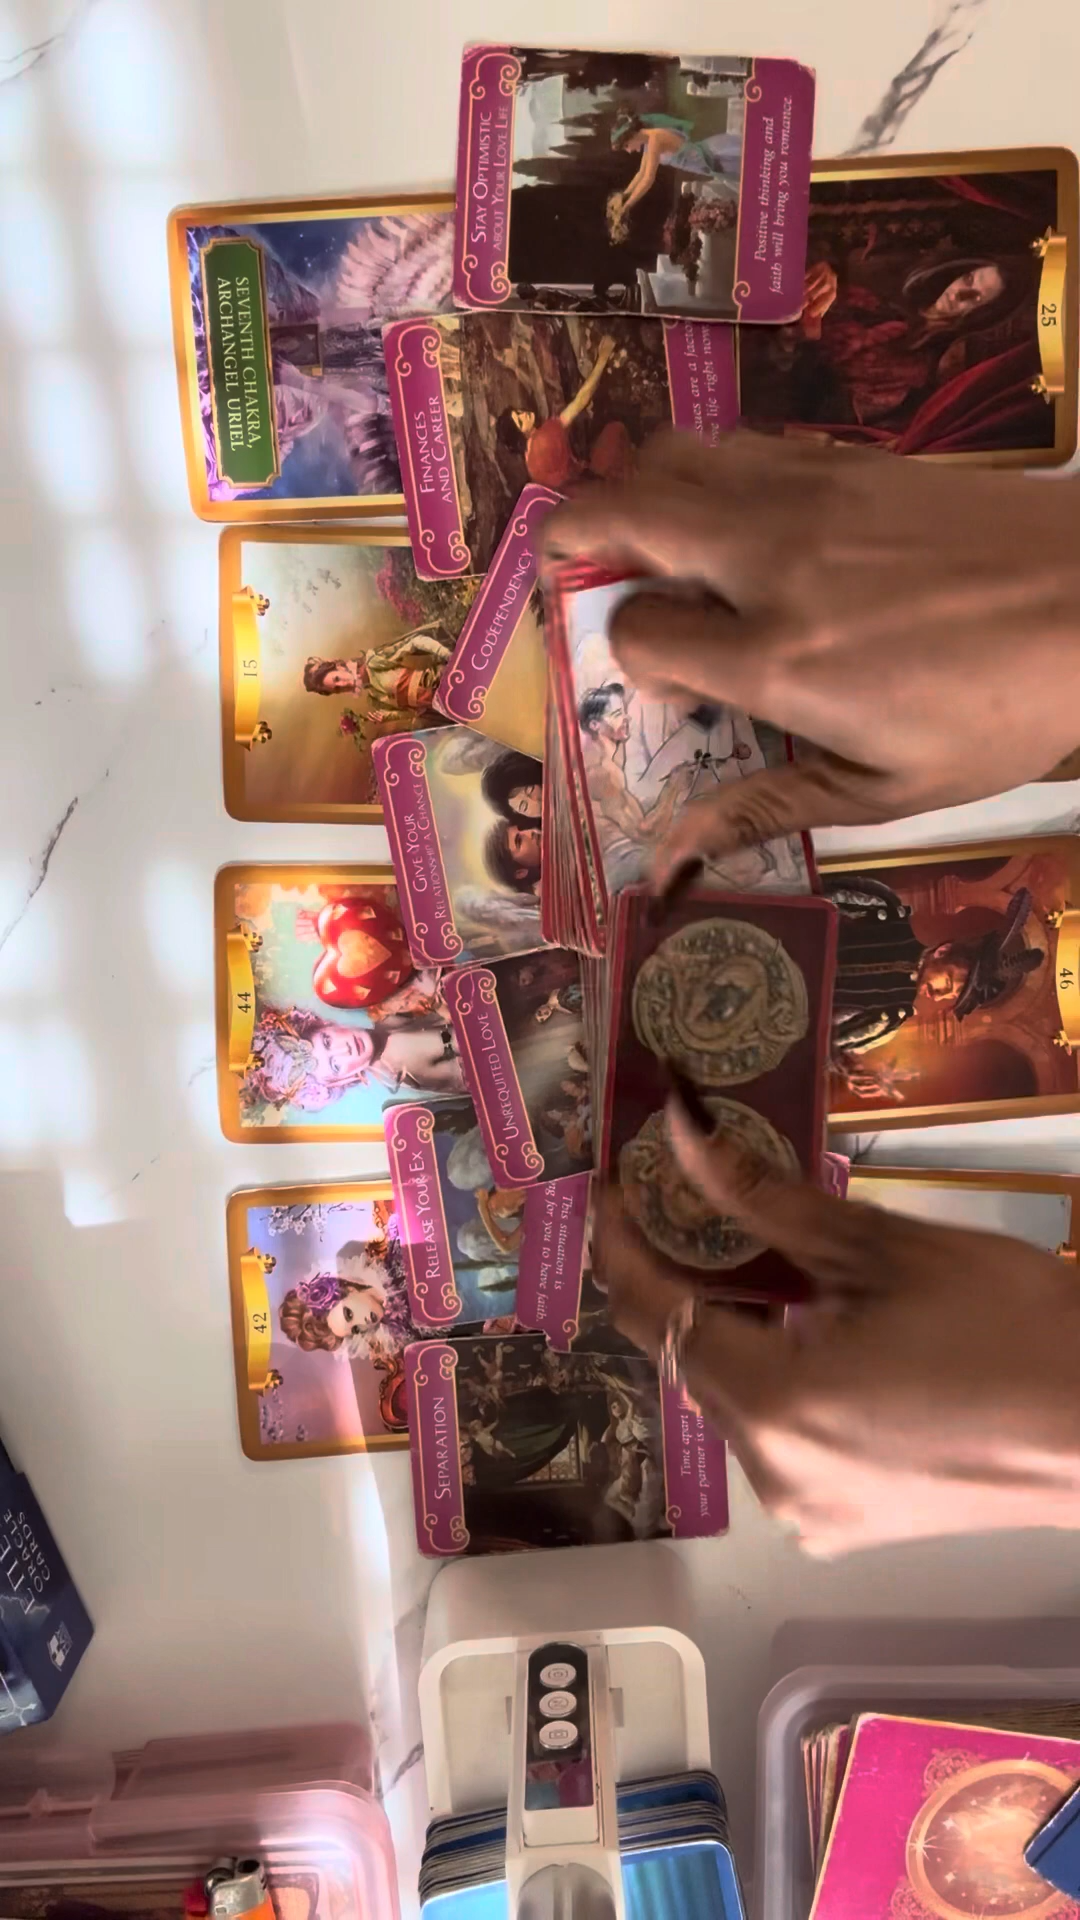 STAY OPTIMISTIC
ABOUT YOUR LOVE LIFE
Positive thinking and
faith will bring you romance.
SEVENTH CHAKRA,
ARCHANGEL URIEL
25
FINANCES
AND CAREER
love life right now
CODEPENDENCY
15
GIVE YOUR
RELATIONSHIP A CHANCE
44
46
UNREQUITED LOVE
RELEASE YOUR EX
This situation is
for you to have faith.
42
SEPARATION
Time apart
your partner is
ORACLE
CARDS